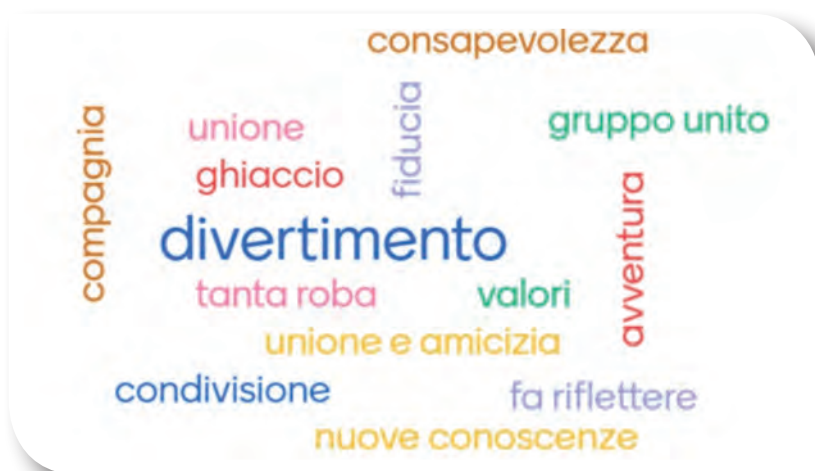 consapevolezza
compagnia
unione
fiducia
gruppo unito
ghiaccio
avventura
divertimento
tanta roba
valori
unione e amicizia
condivisione
fa riflettere
nuove conoscenze